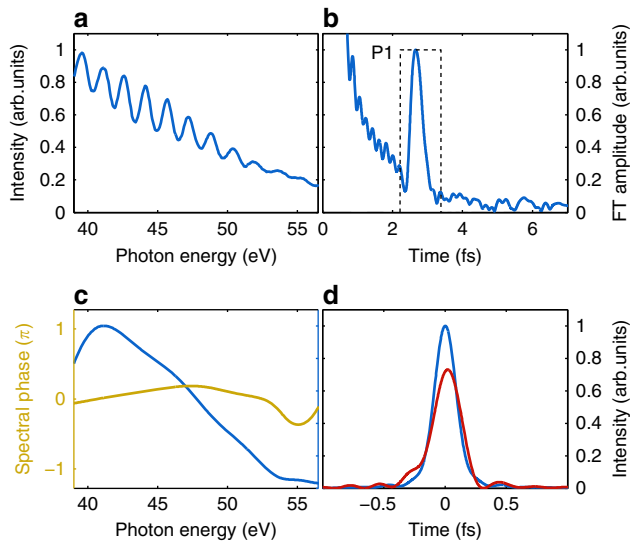 a
b
Intensity (arb.units)
1
0.8
0.6
0.4
0.2
0
40 45 50 55
Photon energy (eV)
P1
1
0.8
0.6
0.4
0.2
0
FT amplitude (arb.units)
0 2 4 6
Time (fs)
c
d
Spectral phase (π)
1
0
−1
40 45 50 55
Photon energy (eV)
1
0.8
0.6
0.4
0.2
0
Intensity (arb.units)
−0.5 0 0.5
Time (fs)